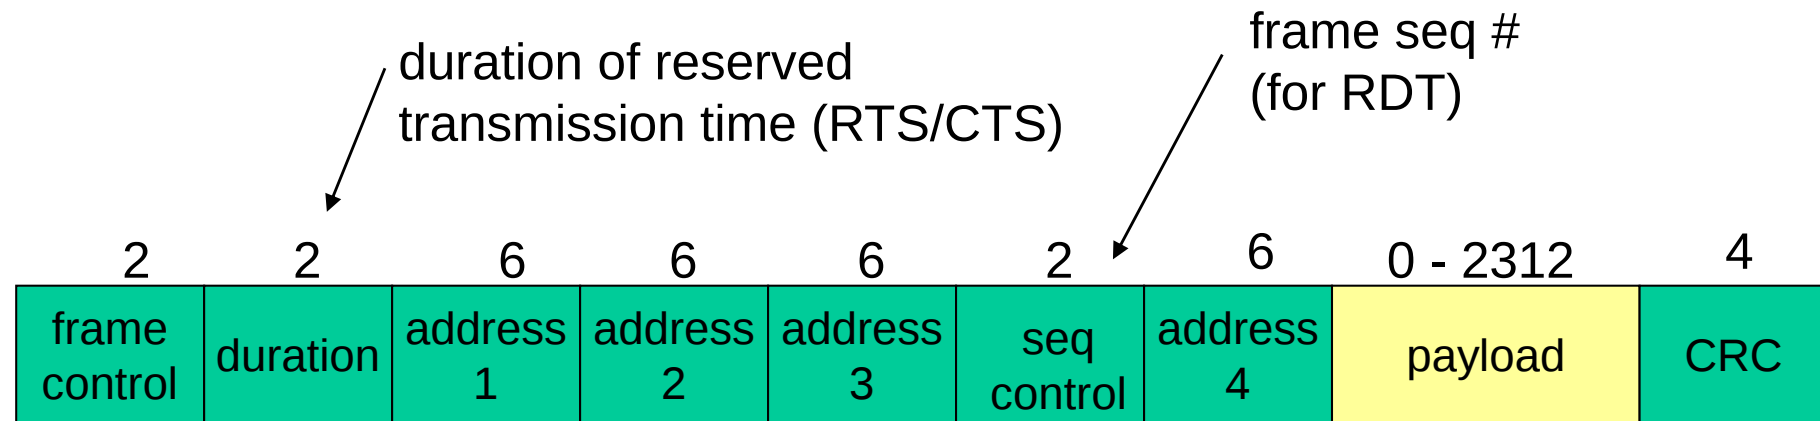 duration of reserved
transmission time (RTS/CTS)
frame seq #
(for RDT)
2 2 6 6 6 2 6 0 - 2312 4
frame
control
duration
address
1
address
2
address
3
seq
control
address
4
payload
CRC